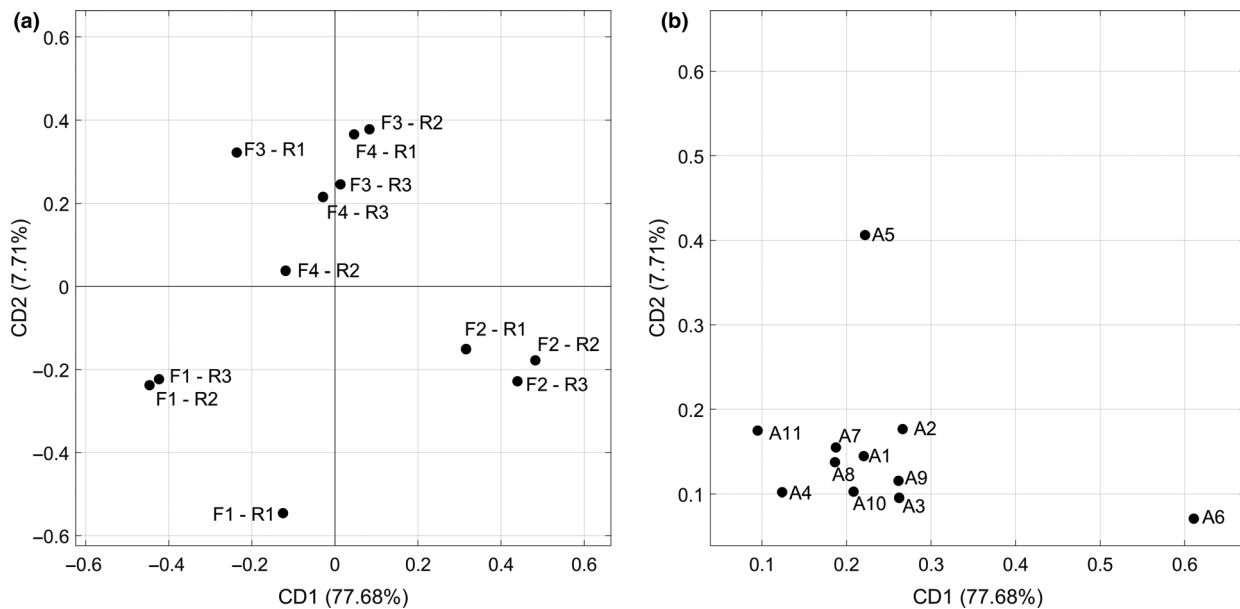 (a)
0.6
0.4
0.2
0
−0.2
−0.4
−0.6
CD2 (7.71%)
F3 - R2
F4 - R1
F3 - R1
F3 - R3
F4 - R3
F4 - R2
F2 - R1
F2 - R2
F2 - R3
F1 - R3
F1 - R2
F1 - R1
−0.6
−0.4
−0.2
0
0.2
0.4
0.6
CD1 (77.68%)
(b)
0.6
0.5
0.4
0.3
0.2
0.1
CD2 (7.71%)
A5
A11
A7
A2
A1
A8
A9
A4
A10
A3
A6
0.1
0.2
0.3
0.4
0.5
0.6
CD1 (77.68%)